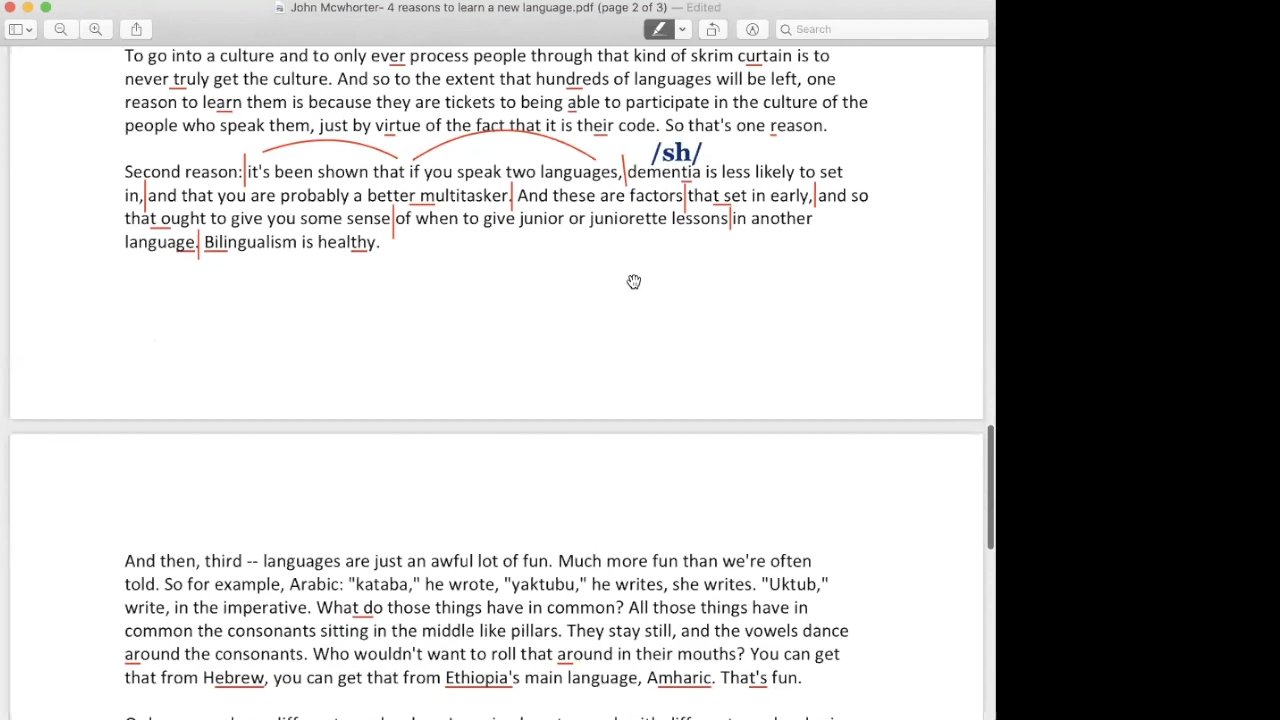 John Mcwhorter- 4 reasons to learn a new language.pdf (page 2 of 3) — Edited
Search
To go into a culture and to only ever process people through that kind of skrim curtain is to
never truly get the culture. And so to the extent that hundreds of languages will be left, one
reason to learn them is because they are tickets to being able to participate in the culture of the
people who speak them, just by virtue of the fact that it is their code. So that's one reason.
/sh/
Second reason: it's been shown that if you speak two languages, dementia is less likely to set
in, and that you are probably a better multitasker. And these are factors that set in early, and so
that ought to give you some sense of when to give junior or juniorette lessons in another
language. Bilingualism is healthy.
And then, third -- languages are just an awful lot of fun. Much more fun than we're often
told. So for example, Arabic: "kataba," he wrote, "yaktubu," he writes, she writes. "Uktub,"
write, in the imperative. What do those things have in common? All those things have in
common the consonants sitting in the middle like pillars. They stay still, and the vowels dance
around the consonants. Who wouldn't want to roll that around in their mouths? You can get
that from Hebrew, you can get that from Ethiopia's main language, Amharic. That's fun.